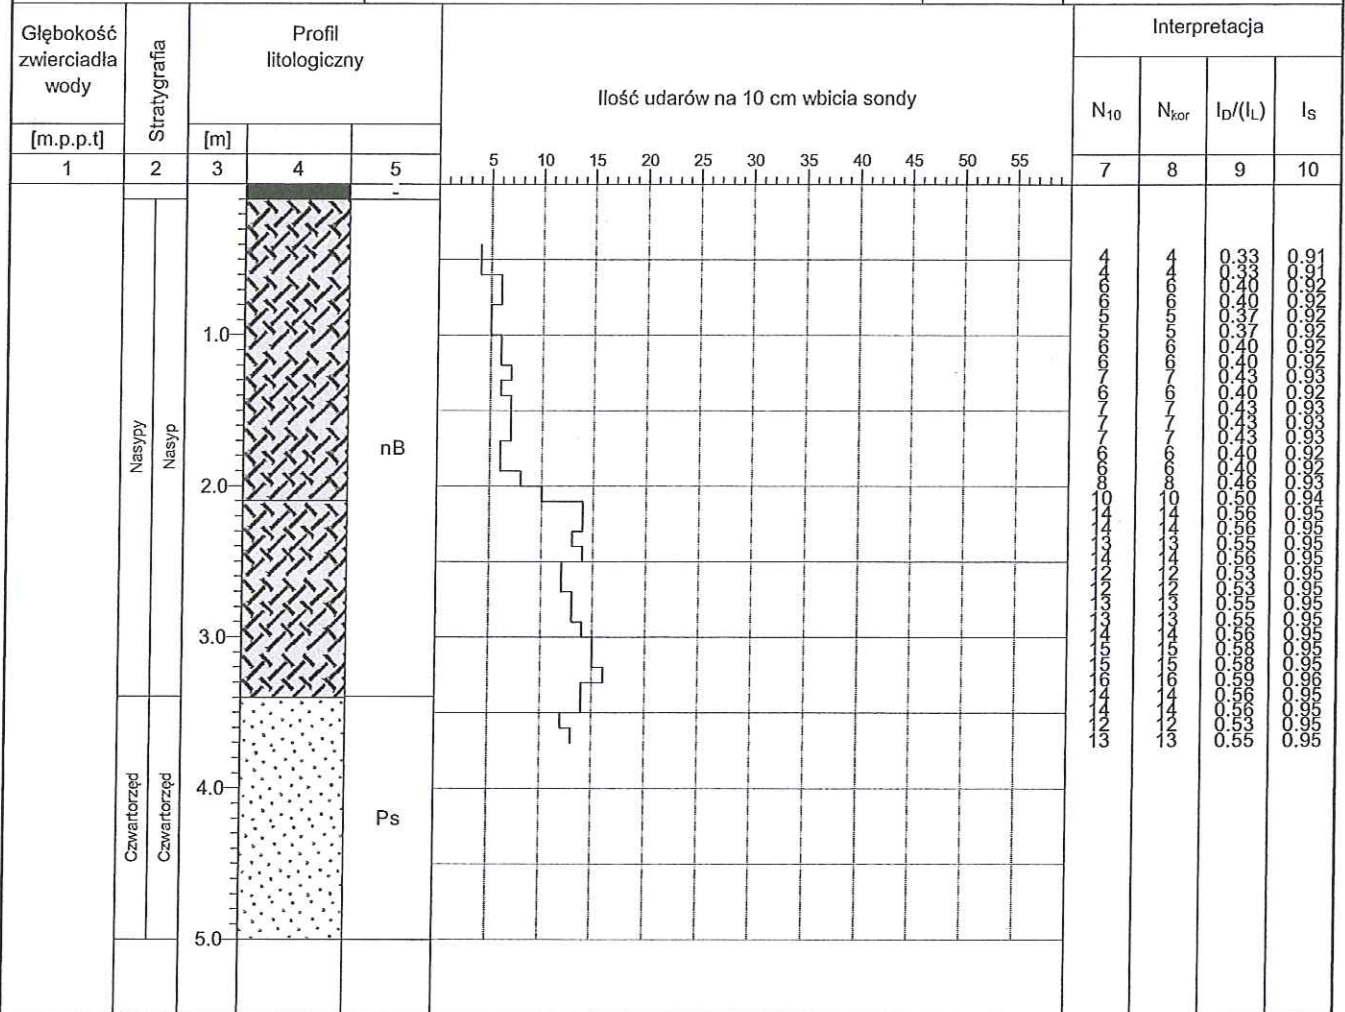 Głębokość
zwierciadła
wody
[m.p.p.t]
Stratygrafia
Profil
litologiczny
[m]
Ilość udarów na 10 cm wbicia sondy
Interpretacja
N10 Nkor ID/(IL) IS
5 10 15 20 25 30 35 40 45 50 55
1 2 3 4 5 7 8 9 10
-
4 4 0.33 0.91
4 4 0.33 0.91
6 6 0.40 0.92
6 6 0.40 0.92
5 5 0.37 0.92
1.0 5 5 0.37 0.92
6 6 0.40 0.92
6 6 0.40 0.92
7 7 0.43 0.93
6 6 0.40 0.92
7 7 0.43 0.93
7 7 0.43 0.93
7 7 0.43 0.93
Nasypy Nasyp nB
6 6 0.40 0.92
6 6 0.40 0.92
2.0 8 8 0.46 0.93
10 10 0.50 0.94
14 14 0.56 0.95
14 14 0.56 0.95
13 13 0.55 0.95
14 14 0.56 0.95
12 12 0.53 0.95
12 12 0.53 0.95
13 13 0.55 0.95
13 13 0.55 0.95
3.0 14 14 0.56 0.95
15 15 0.58 0.95
15 15 0.58 0.95
16 16 0.59 0.96
14 14 0.56 0.95
14 14 0.56 0.95
12 12 0.53 0.95
13 13 0.55 0.95
4.0
Czwartorzęd Czwartorzęd Ps
5.0